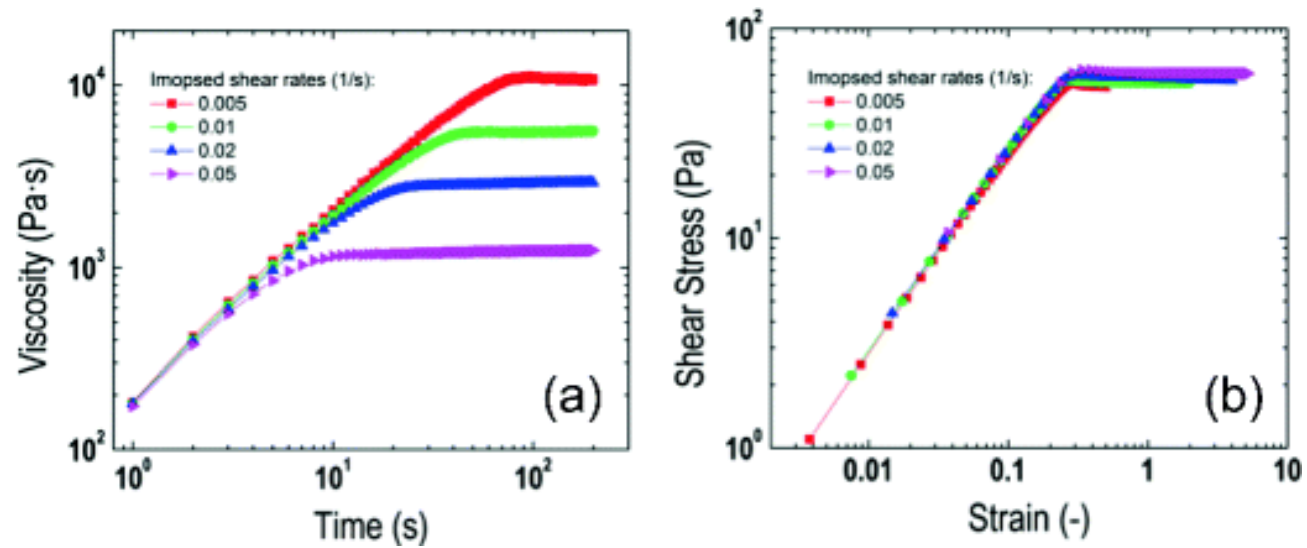 10⁴
10³
10²
Viscosity (Pa·s)
Imopsed shear rates (1/s):
0.005
0.01
0.02
0.05
(a)
10⁰
10¹
10²
Time (s)
10²
10¹
10⁰
Shear Stress (Pa)
Imopsed shear rates (1/s):
0.005
0.01
0.02
0.05
(b)
0.01
0.1
1
10
Strain (-)